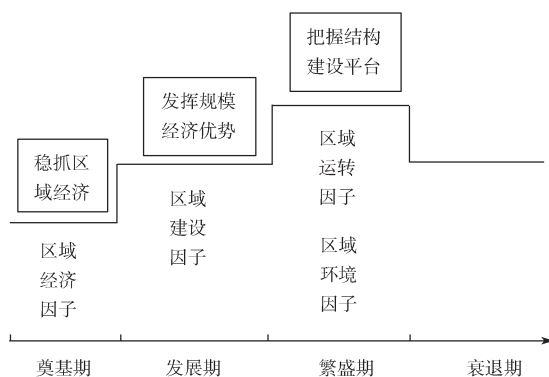 把握结构
建设平台
发挥规模
经济优势
稳抓区
域经济
区域
运转
因子
区域
建设
因子
区域
环境
因子
区域
经济
因子
奠基期
发展期
繁盛期
衰退期